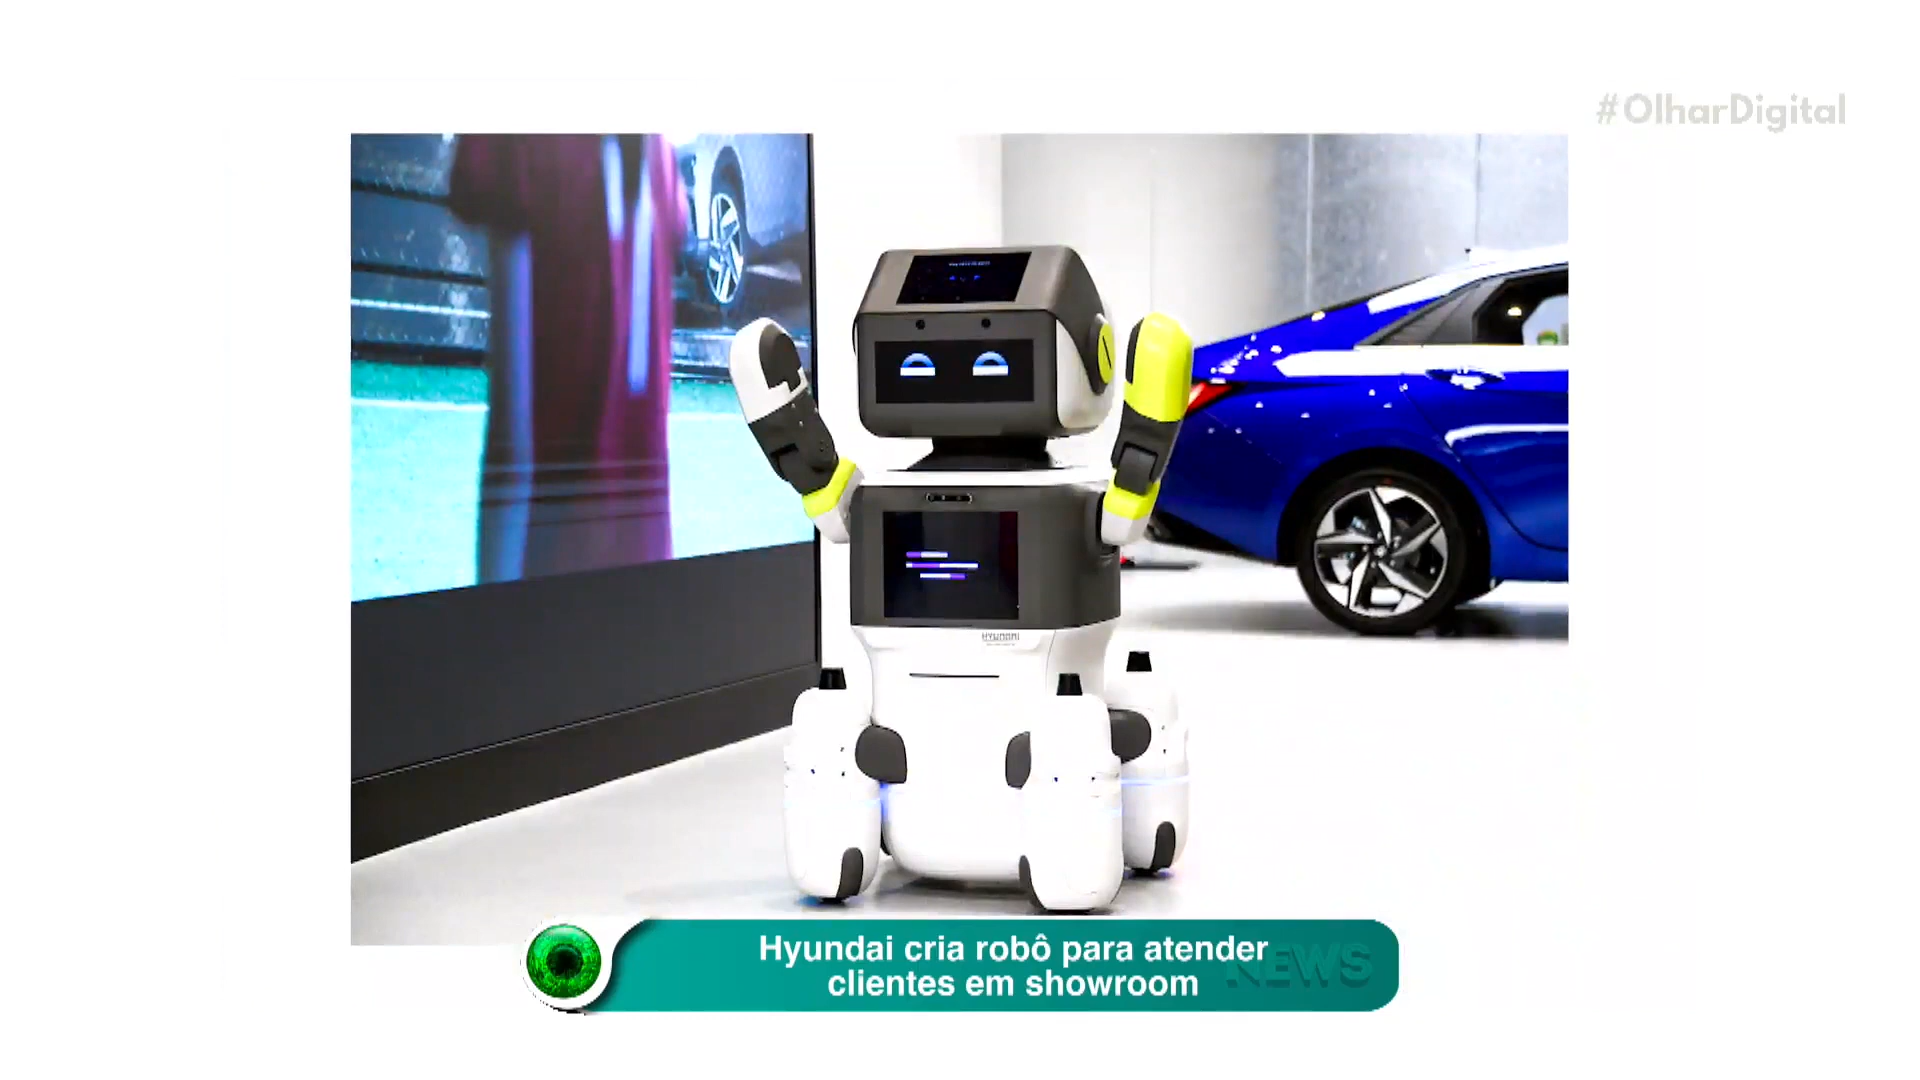 #OlharDigital
HYUNDAI
Hyundai cria robô para atender
clientes em showroom
NEWS